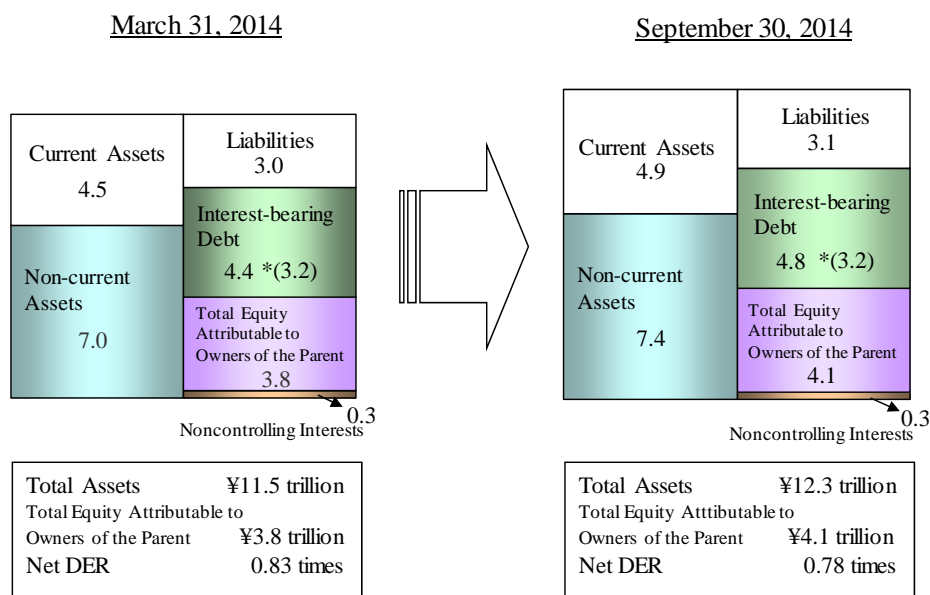 March 31, 2014
Current Assets
4.5
Liabilities
3.0
Non-current
Assets
7.0
Interest-bearing
Debt
4.4 *(3.2)
Total Equity
Attributable to
Owners of the Parent
3.8
0.3
Noncontrolling Interests
Total Assets ¥11.5 trillion
Total Equity Attributable to
Owners of the Parent ¥3.8 trillion
Net DER 0.83 times
September 30, 2014
Current Assets
4.9
Liabilities
3.1
Non-current
Assets
7.4
Interest-bearing
Debt
4.8 *(3.2)
Total Equity
Attributale to
Owners of the Parent
4.1
0.3
Noncontrolling Interests
Total Assets ¥12.3 trillion
Total Equity Atttibutable to
Owners of the Parent ¥4.1 trillion
Net DER 0.78 times